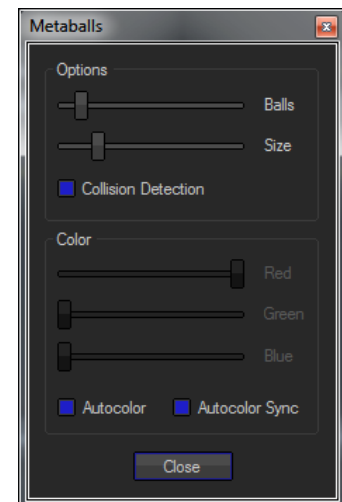 Metaballs
Options
Balls
Size
Collision Detection
Color
Red
Green
Blue
Autocolor Autocolor Sync
Close